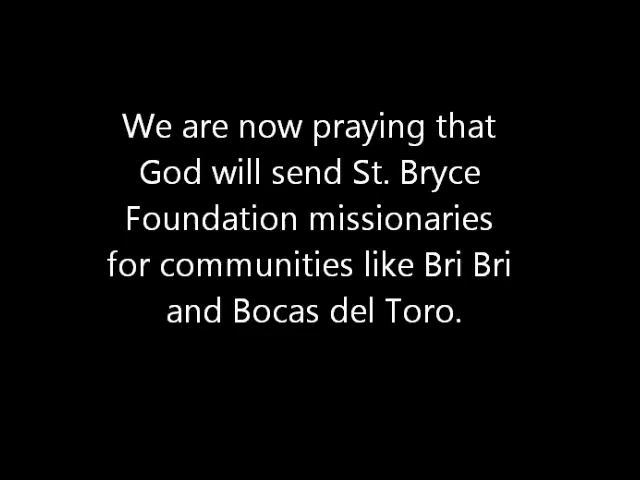 We are now praying that
God will send St. Bryce
Foundation missionaries
for communities like Bri Bri
and Bocas del Toro.